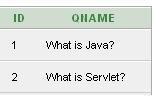 ID QNAME
1 What is Java?
2 What is Servlet?